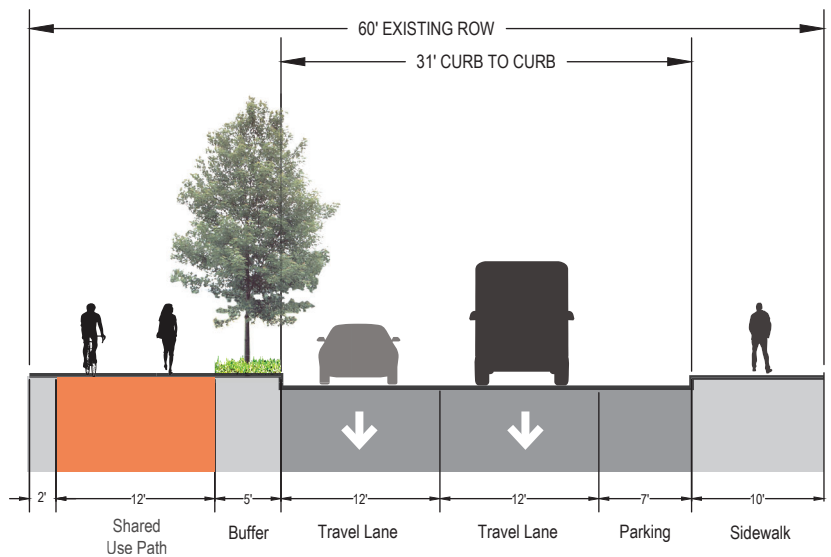 60' EXISTING ROW
31' CURB TO CURB
2' 12' 5' 12' 12' 7' 10'
Shared
Use Path
Buffer
Travel Lane
Travel Lane
Parking
Sidewalk